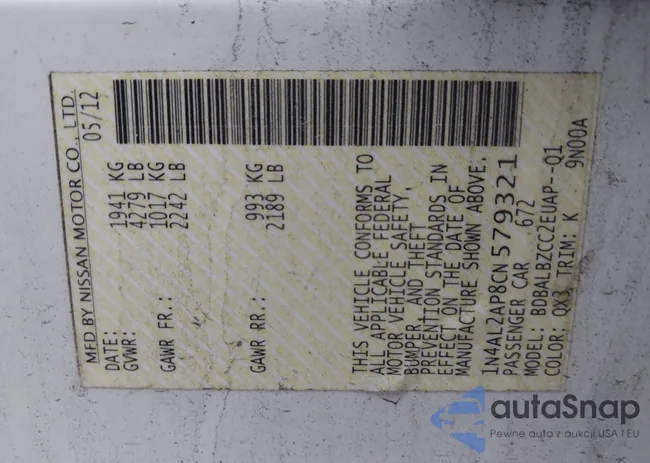 MFD BY NISSAN MOTOR CO., LTD.
DATE: 05/12
GVWR: 1941 KG
4279 LB
GAWR FR.: 1017 KG
2242 LB
GAWR RR.: 993 KG
2189 LB
THIS VEHICLE CONFORMS TO
ALL APPLICABLE FEDERAL
MOTOR VEHICLE SAFETY,
BUMPER, AND THEFT
PREVENTION STANDARDS IN
EFFECT ON THE DATE OF
MANUFACTURE SHOWN ABOVE.
1N4AL2AP8CN579321
PASSENGER CAR 672
MODEL: BDBALBZCCC2EUAP--Q1
COLOR: QX3 TRIM: K 9N00A
autaSnap
Pewne auta z aukcji USA i EU